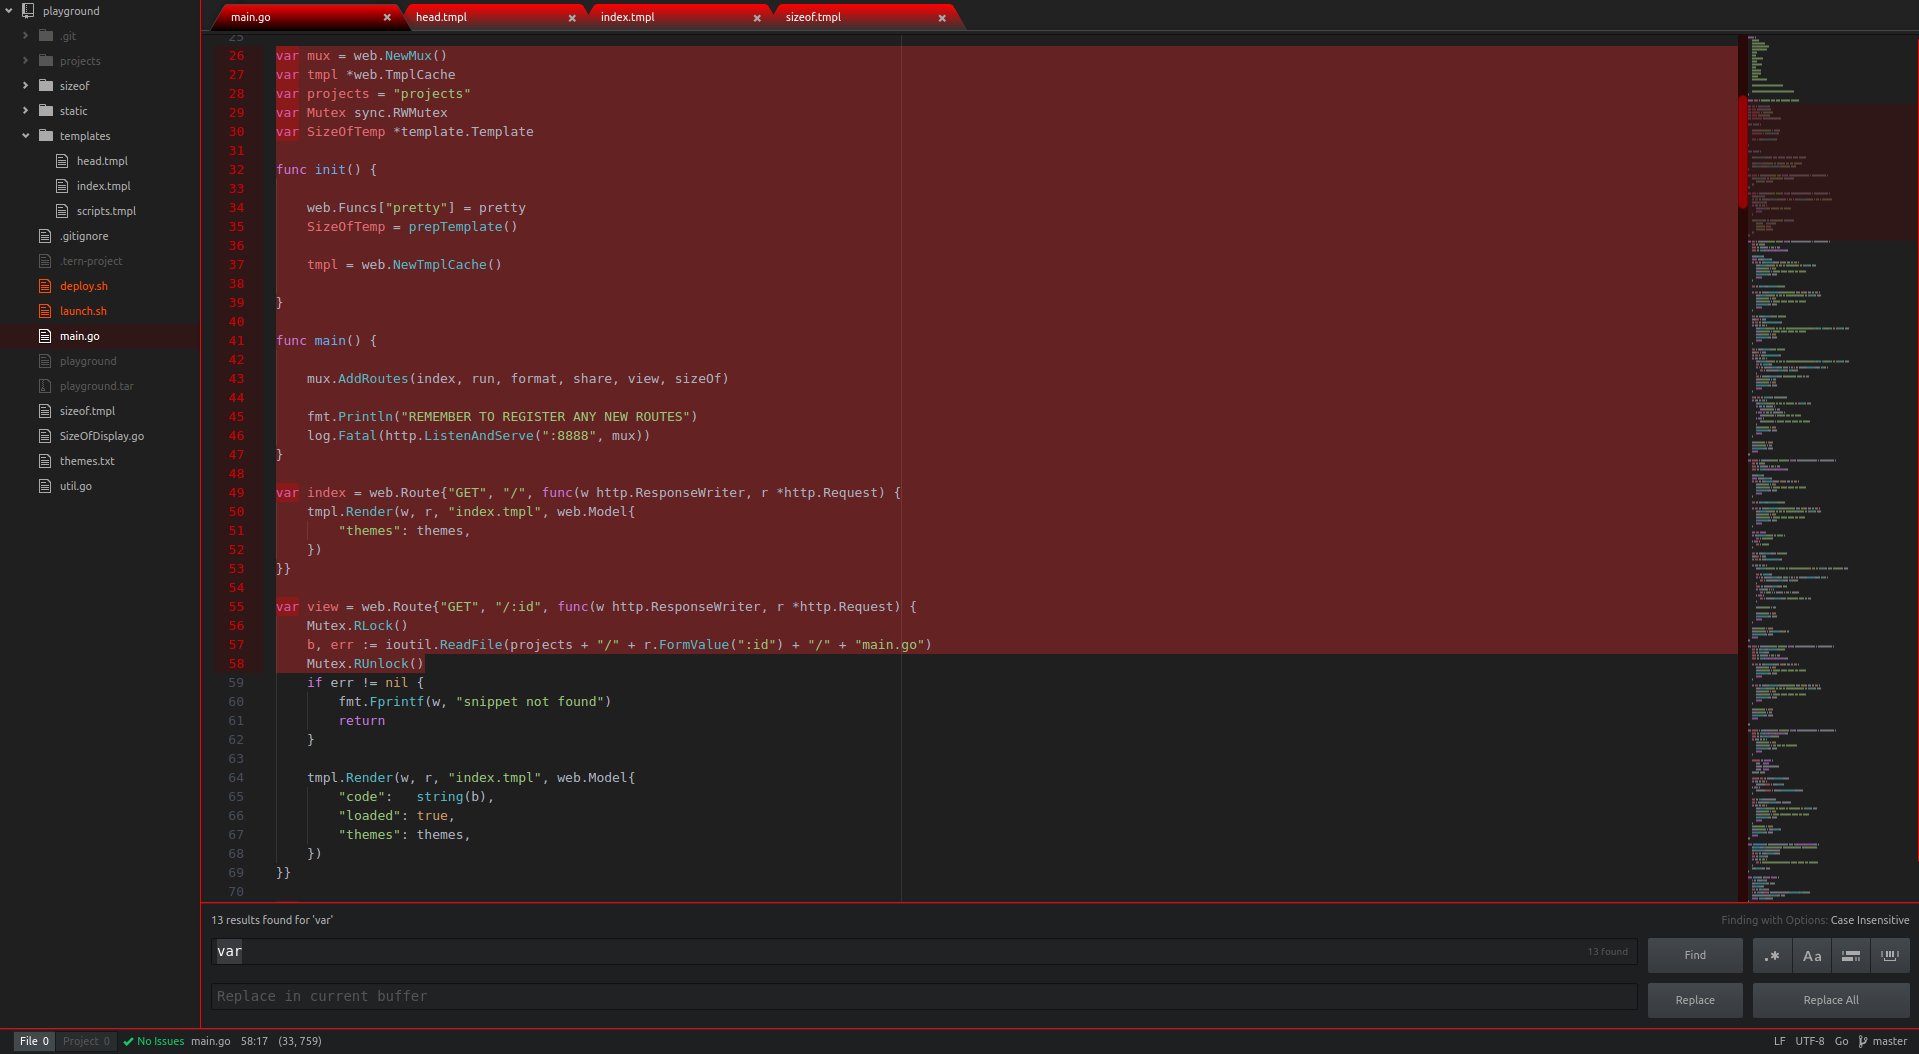 playground
.git
projects
sizeof
static
templates
head.tmpl
index.tmpl
scripts.tmpl
.gitignore
.tern-project
deploy.sh
launch.sh
main.go
playground
playground.tar
sizeof.tmpl
SizeOfDisplay.go
themes.txt
util.go
main.go head.tmpl index.tmpl sizeof.tmpl
25
26 var mux = web.NewMux()
27 var tmpl *web.TmplCache
28 var projects = "projects"
29 var Mutex sync.RWMutex
30 var SizeOfTemp *template.Template
31
32 func init() {
33
34 web.Funcs["pretty"] = pretty
35 SizeOfTemp = prepTemplate()
36
37 tmpl = web.NewTmplCache()
38
39 }
40
41 func main() {
42
43 mux.AddRoutes(index, run, format, share, view, sizeOf)
44
45 fmt.Println("REMEMBER TO REGISTER ANY NEW ROUTES")
46 log.Fatal(http.ListenAndServe(":8888", mux))
47 }
48
49 var index = web.Route{"GET", "/", func(w http.ResponseWriter, r *http.Request) {
50 tmpl.Render(w, r, "index.tmpl", web.Model{
51 "themes": themes,
52 })
53 }}
54
55 var view = web.Route{"GET", "/:id", func(w http.ResponseWriter, r *http.Request) {
56 Mutex.RLock()
57 b, err := ioutil.ReadFile(projects + "/" + r.FormValue(":id") + "/" + "main.go")
58 Mutex.RUnlock()
59 if err != nil {
60 fmt.Fprintf(w, "snippet not found")
61 return
62 }
63
64 tmpl.Render(w, r, "index.tmpl", web.Model{
65 "code": string(b),
66 "loaded": true,
67 "themes": themes,
68 })
69 }}
70
13 results found for 'var' Finding with Options: Case Insensitive
var 13 found Find .* Aa
Replace in current buffer Replace Replace All
File 0 Project 0 No Issues main.go 58:17 (33, 759) LF UTF-8 Go master